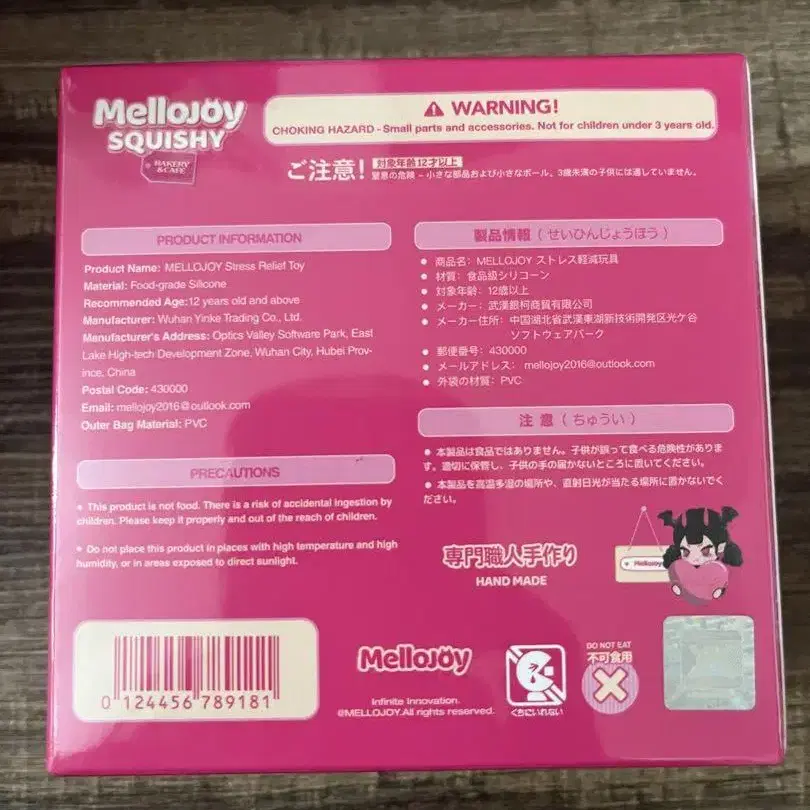 MelloJoy
SQUISHY
BAKERY
&CAFE
WARNING!
CHOKING HAZARD - Small parts and accessories. Not for children under 3 years old.
ご注意! 対象年齢12才以上
窒息の危険 – 小さな部品および小さなボール。3歳未満の子供には適していません。
PRODUCT INFORMATION
Product Name: MELLOJOY Stress Relief Toy
Material: Food-grade Silicone
Recommended Age:12 years old and above
Manufacturer: Wuhan Yinke Trading Co., Ltd.
Manufacturer's Address: Optics Valley Software Park, East
Lake High-tech Development Zone, Wuhan City, Hubei Prov-
ince, China
Postal Code: 430000
Email: mellojoy2016@outlook.com
Outer Bag Material: PVC
PRECAUTIONS
• This product is not food. There is a risk of accidental ingestion by
children. Please keep it properly and out of the reach of children.
• Do not place this product in places with high temperature and high
humidity, or in areas exposed to direct sunlight.
製品情報（せいひんじょうほう）
• 商品名：MELLOJOY ストレス軽減玩具
• 材質：食品級シリコーン
• 対象年齢：12歳以上
• メーカー：武漢銀柯商貿有限公司
• メーカー住所：中国湖北省武漢東湖新技術開発区光ケ谷
ソフトウェアパーク
• 郵便番号：430000
• メールアドレス：mellojoy2016@outlook.com
• 外袋の材質：PVC
注意（ちゅうい）
• 本製品は食品ではありません。子供が誤って食べる危険性がありま
す。適切に保管し、子供の手の届かないところに置いてください。
• 本製品を高温多湿の場所や、直射日光が当たる場所に置かないでく
ださい。
専門職人手作り
HAND MADE
MelloJoy
0 124456 789181
MelloJoy
Infinite Innovation.
@MELLOJOY.All rights reserved.
くちにいれない
DO NOT EAT
不可食用